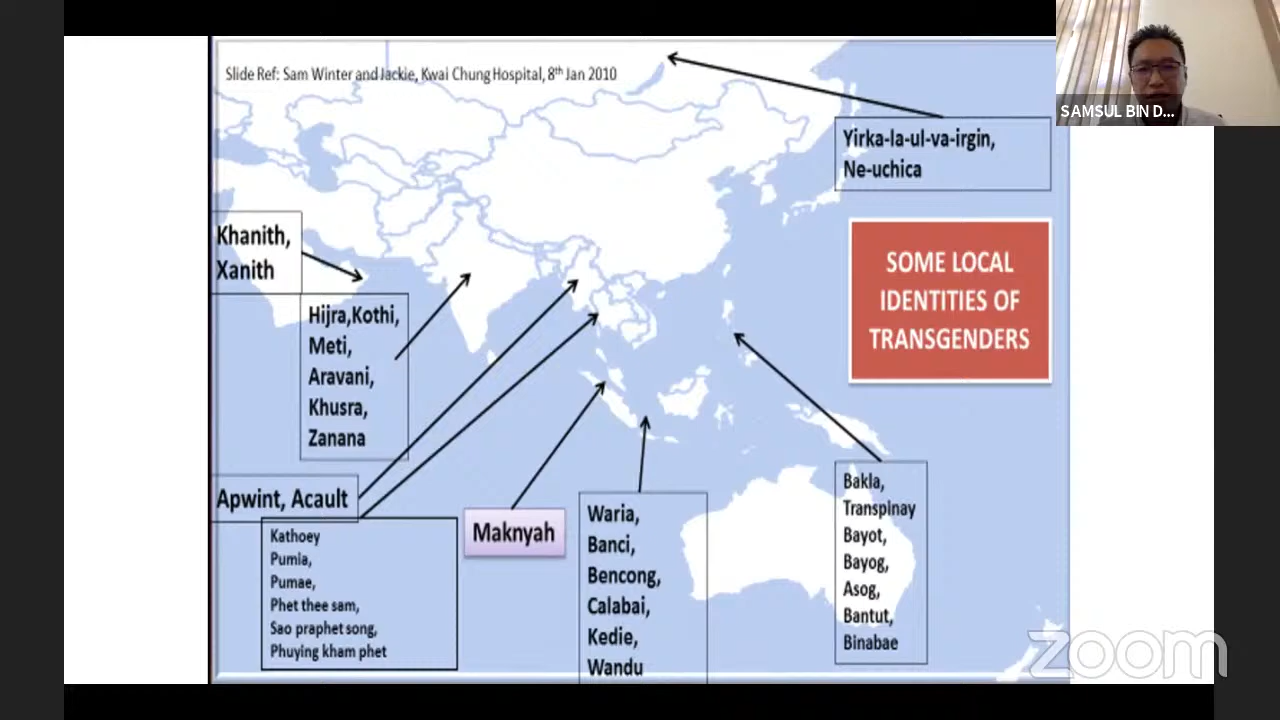 Slide Ref: Sam Winter and Jackie, Kwai Chung Hospital, 8th Jan 2010
SAMSUL BIN D...
Yirka-la-ul-va-irgin,
Ne-uchica
Khanith,
Xanith
SOME LOCAL
IDENTITIES OF
TRANSGENDERS
Hijra,Kothi,
Meti,
Aravani,
Khusra,
Zanana
Apwint, Acault
Kathoey
Pumia,
Pumae,
Phet thee sam,
Sao praphet song,
Phuying kham phet
Maknyah
Waria,
Banci,
Bencong,
Calabai,
Kedie,
Wandu
Bakla,
Transpinay
Bayot,
Bayog,
Asog,
Bantut,
Binabae
zoom